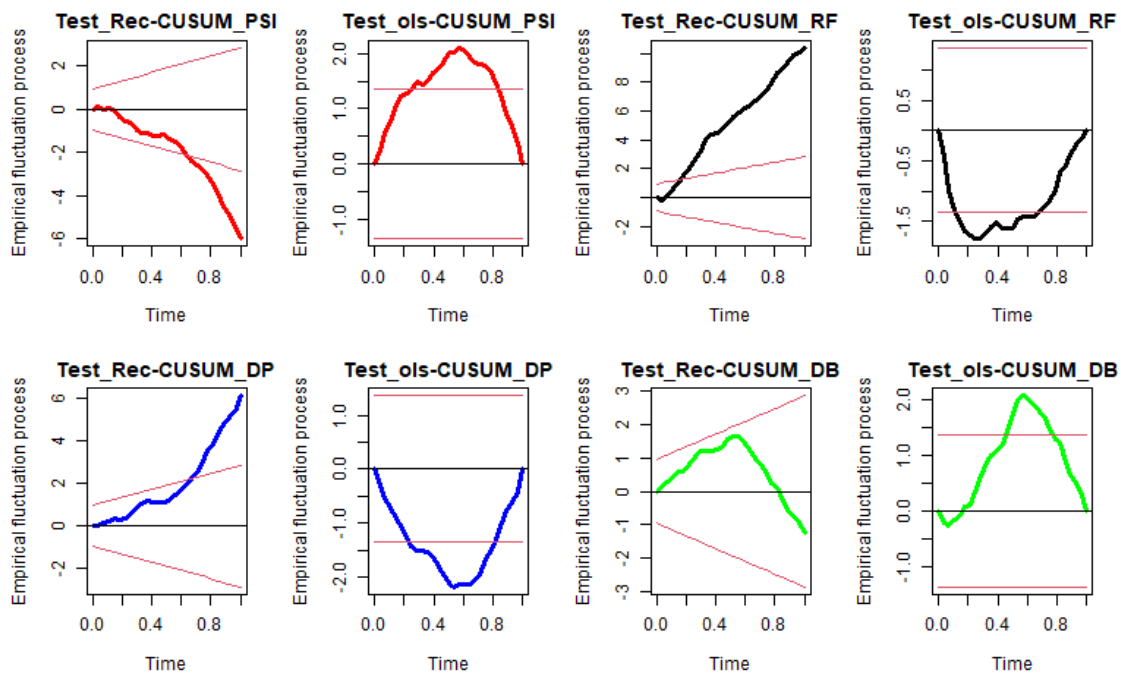 Test_Rec-CUSUM_PSI
Empirical fluctuation process
2
0
-2
-4
-6
0.0 0.4 0.8
Time
Test_ols-CUSUM_PSI
Empirical fluctuation process
2.0
1.0
0.0
-1.0
0.0 0.4 0.8
Time
Test_Rec-CUSUM_RF
Empirical fluctuation process
8
6
4
2
-2
0.0 0.4 0.8
Time
Test_ols-CUSUM_RF
Empirical fluctuation process
0.5
-0.5
-1.5
0.0 0.4 0.8
Time
Test_Rec-CUSUM_DP
Empirical fluctuation process
6
4
2
0
-2
0.0 0.4 0.8
Time
Test_ols-CUSUM_DP
Empirical fluctuation process
1.0
0.0
-1.0
-2.0
0.0 0.4 0.8
Time
Test_Rec-CUSUM_DB
Empirical fluctuation process
3
2
1
0
-1
-3
0.0 0.4 0.8
Time
Test_ols-CUSUM_DB
Empirical fluctuation process
2.0
1.0
0.0
-1.0
0.0 0.4 0.8
Time